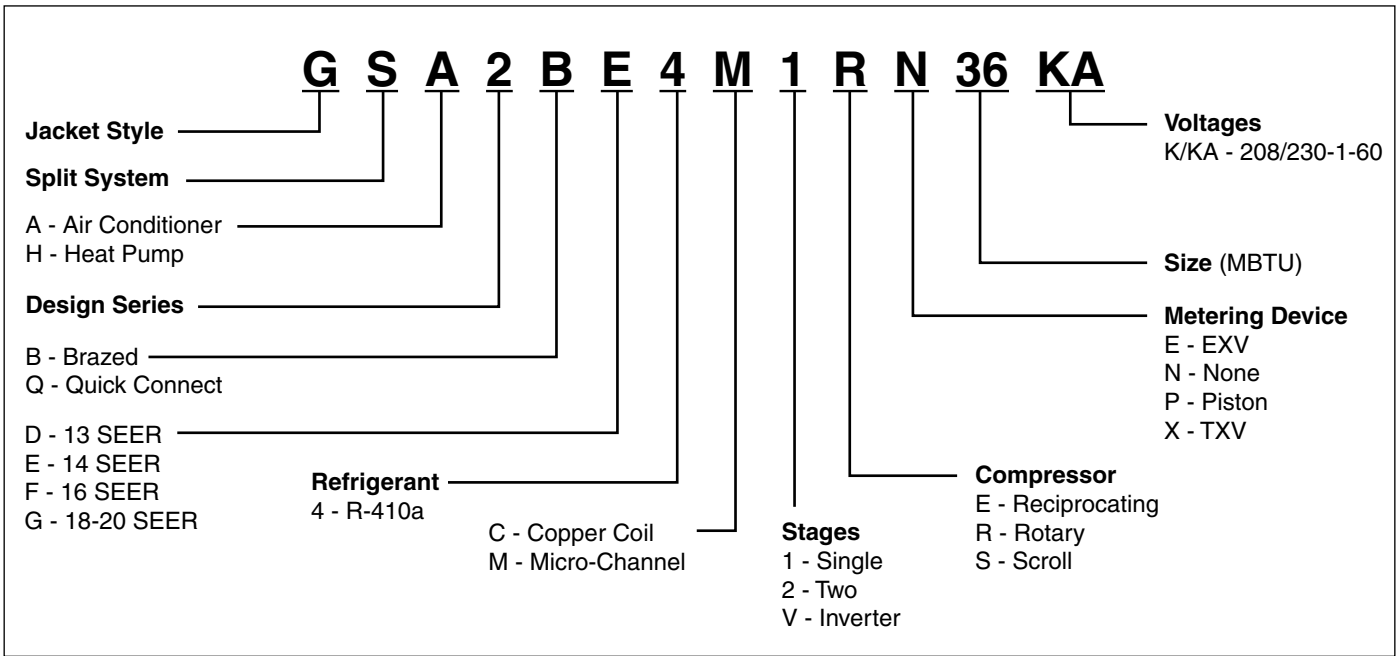 G S A 2 B E 4 M 1 R N 36 KA
Jacket Style
Split System
A - Air Conditioner
H - Heat Pump
Design Series
B - Brazed
Q - Quick Connect
D - 13 SEER
E - 14 SEER
F - 16 SEER
G - 18-20 SEER
Refrigerant
4 - R-410a
C - Copper Coil
M - Micro-Channel
Stages
1 - Single
2 - Two
V - Inverter
Compressor
E - Reciprocating
R - Rotary
S - Scroll
Metering Device
E - EXV
N - None
P - Piston
X - TXV
Size (MBTU)
Voltages
K/KA - 208/230-1-60